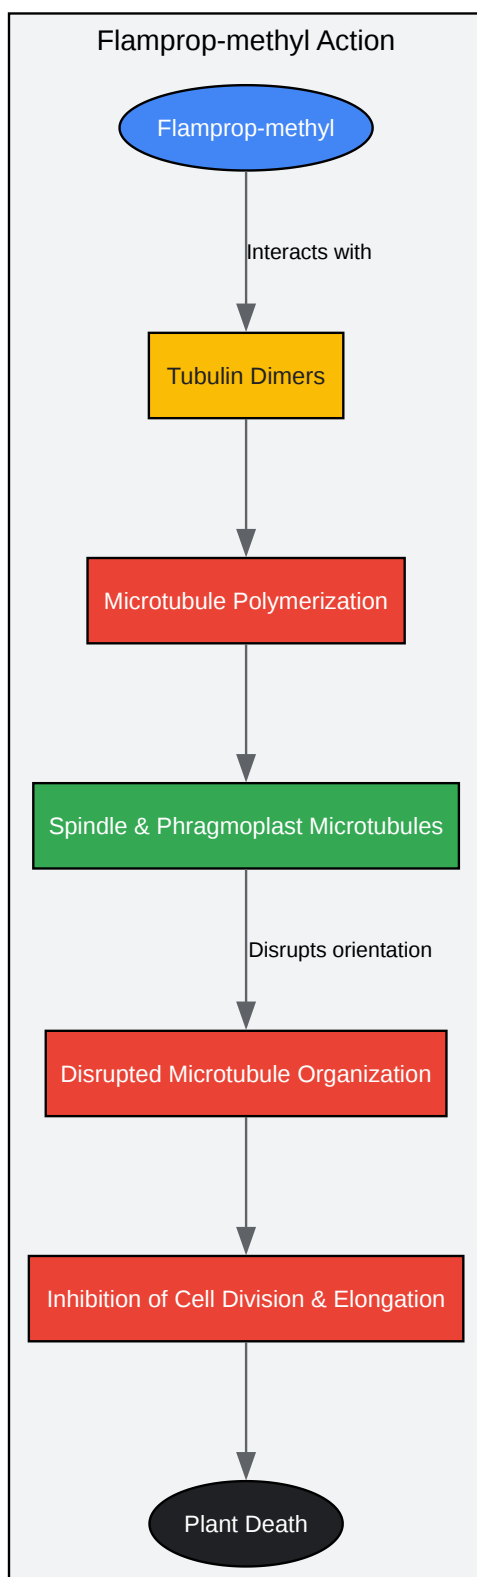 Flamprop-methyl Action
Flamprop-methyl
Interacts with
Tubulin Dimers
Microtubule Polymerization
Spindle & Phragmoplast Microtubules
Disrupts orientation
Disrupted Microtubule Organization
Inhibition of Cell Division & Elongation
Plant Death